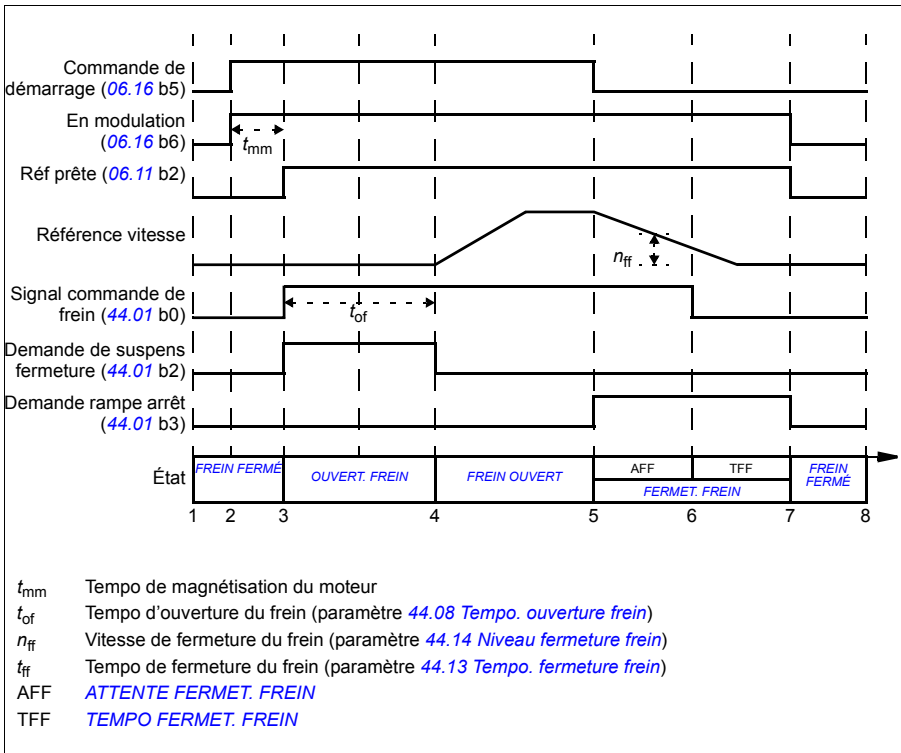 Commande de
démarrage (06.16 b5)
En modulation
(06.16 b6)
tmm
Réf prête (06.11 b2)
Référence vitesse
nff
Signal commande de
frein (44.01 b0)
tof
Demande de suspens
fermeture (44.01 b2)
Demande rampe arrêt
(44.01 b3)
État
FREIN FERMÉ
OUVERT. FREIN
FREIN OUVERT
AFF
TFF
FERMET. FREIN
FREIN
FERMÉ
1 2 3 4 5 6 7 8
tmm Tempo de magnétisation du moteur
tof Tempo d'ouverture du frein (paramètre 44.08 Tempo. ouverture frein)
nff Vitesse de fermeture du frein (paramètre 44.14 Niveau fermeture frein)
tff Tempo de fermeture du frein (paramètre 44.13 Tempo. fermeture frein)
AFF ATTENTE FERMET. FREIN
TFF TEMPO FERMET. FREIN